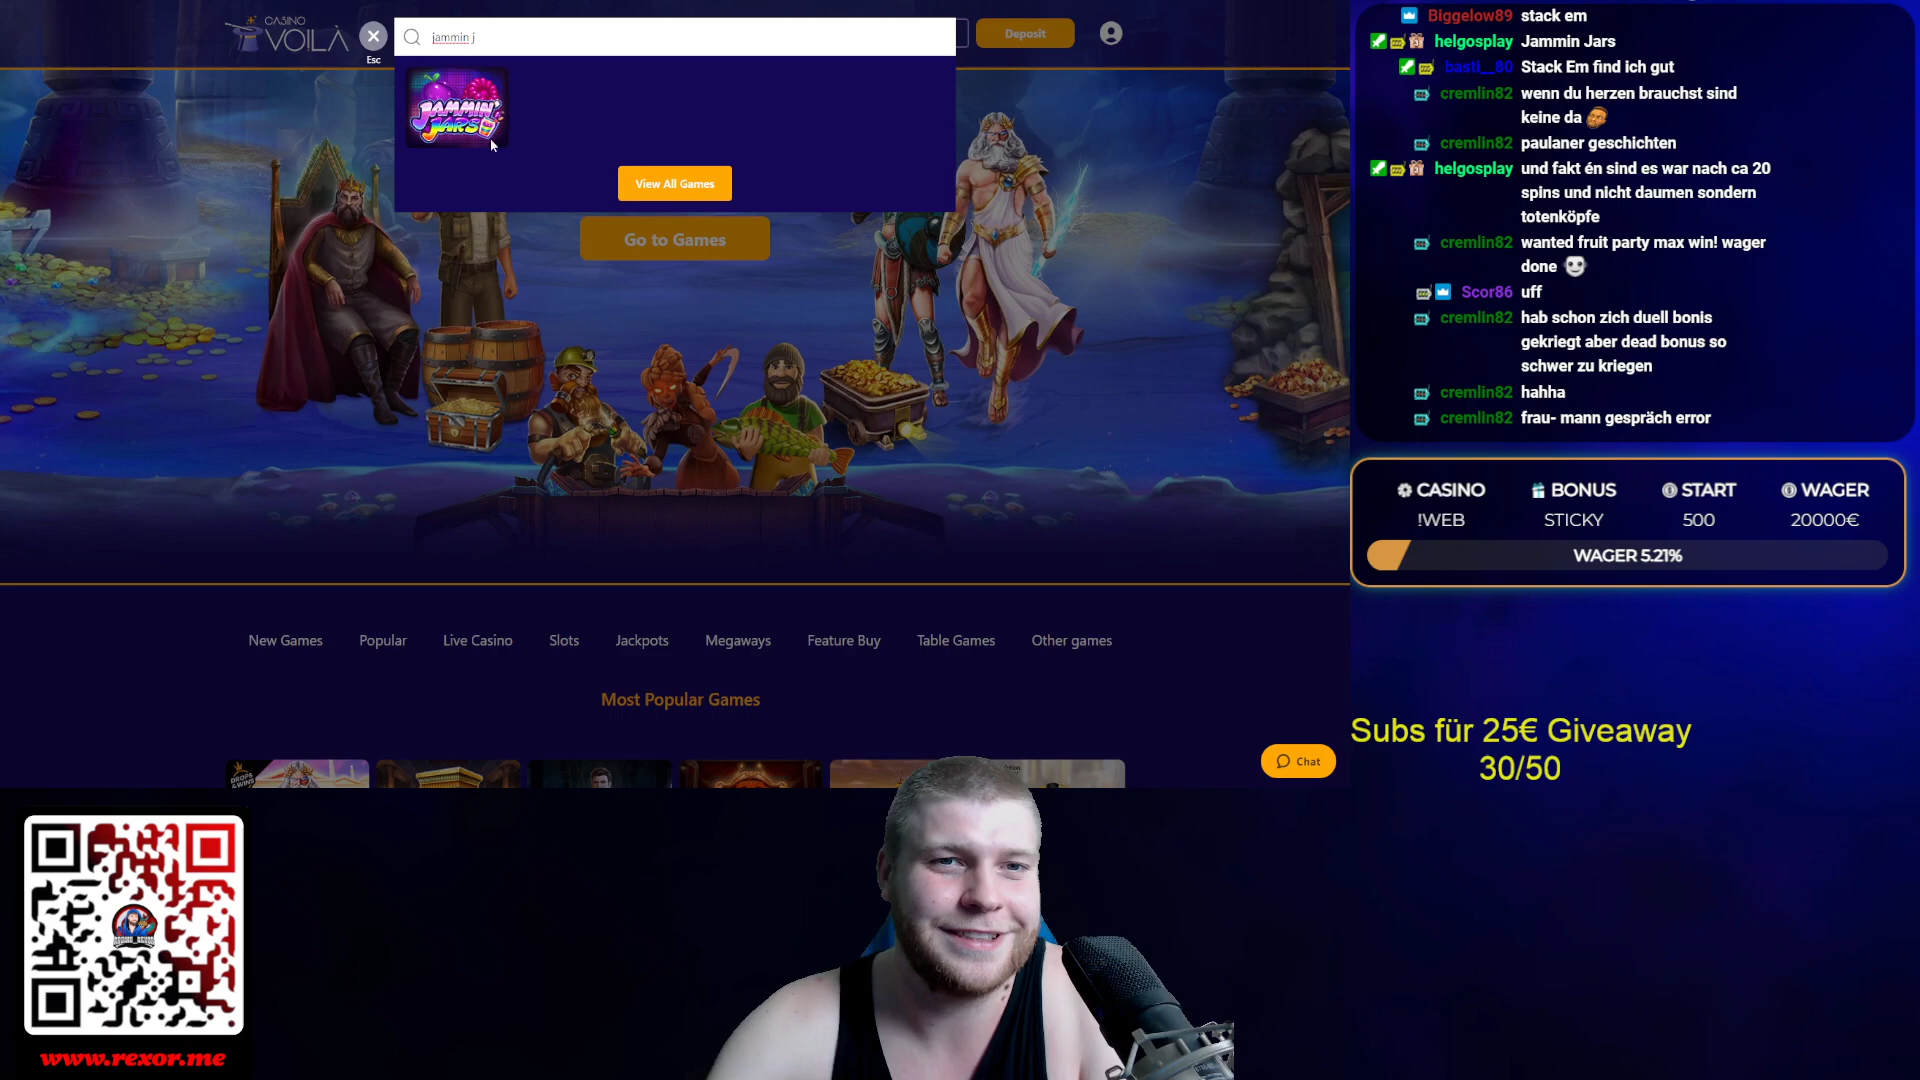 CASINO
VOILÀ
Esc
jammin j
Deposit
JAMMIN'
JARS
View All Games
Go to Games
New Games
Popular
Live Casino
Slots
Jackpots
Megaways
Feature Buy
Table Games
Other games
Most Popular Games
DROPS
& WINS
Chat
www.rexor.me
Biggelow89 stack em
helgosplay Jammin Jars
basti__80 Stack Em find ich gut
cremlin82 wenn du herzen brauchst sind
keine da
cremlin82 paulaner geschichten
helgosplay und fakt én sind es war nach ca 20
spins und nicht daumen sondern
totenköpfe
cremlin82 wanted fruit party max win! wager
done
Scor86 uff
cremlin82 hab schon zich duell bonis
gekriegt aber dead bonus so
schwer zu kriegen
cremlin82 hahha
cremlin82 frau- mann gespräch error
CASINO BONUS START WAGER
!WEB STICKY 500 20000€
WAGER 5.21%
Subs für 25€ Giveaway
30/50